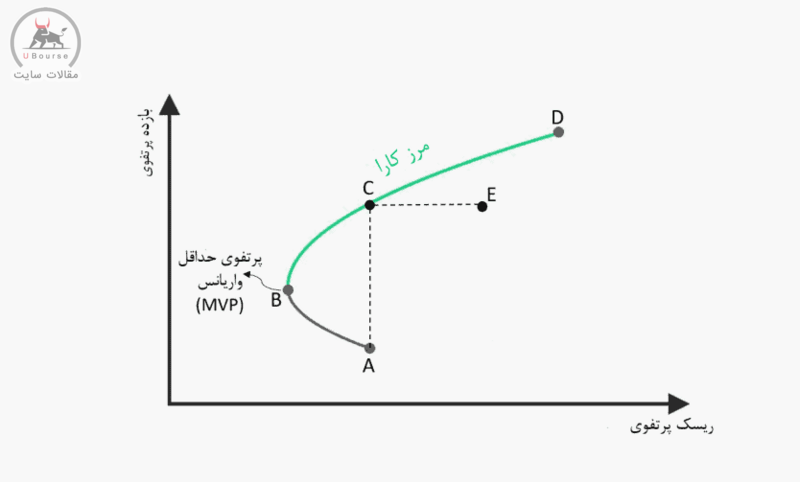 UBourse
مقالات سایت
بازده پرتفوی
D
مرز کارا
C
E
پرتفوی حداقل
واریانس
(MVP)
B
A
ریسک پرتفوی